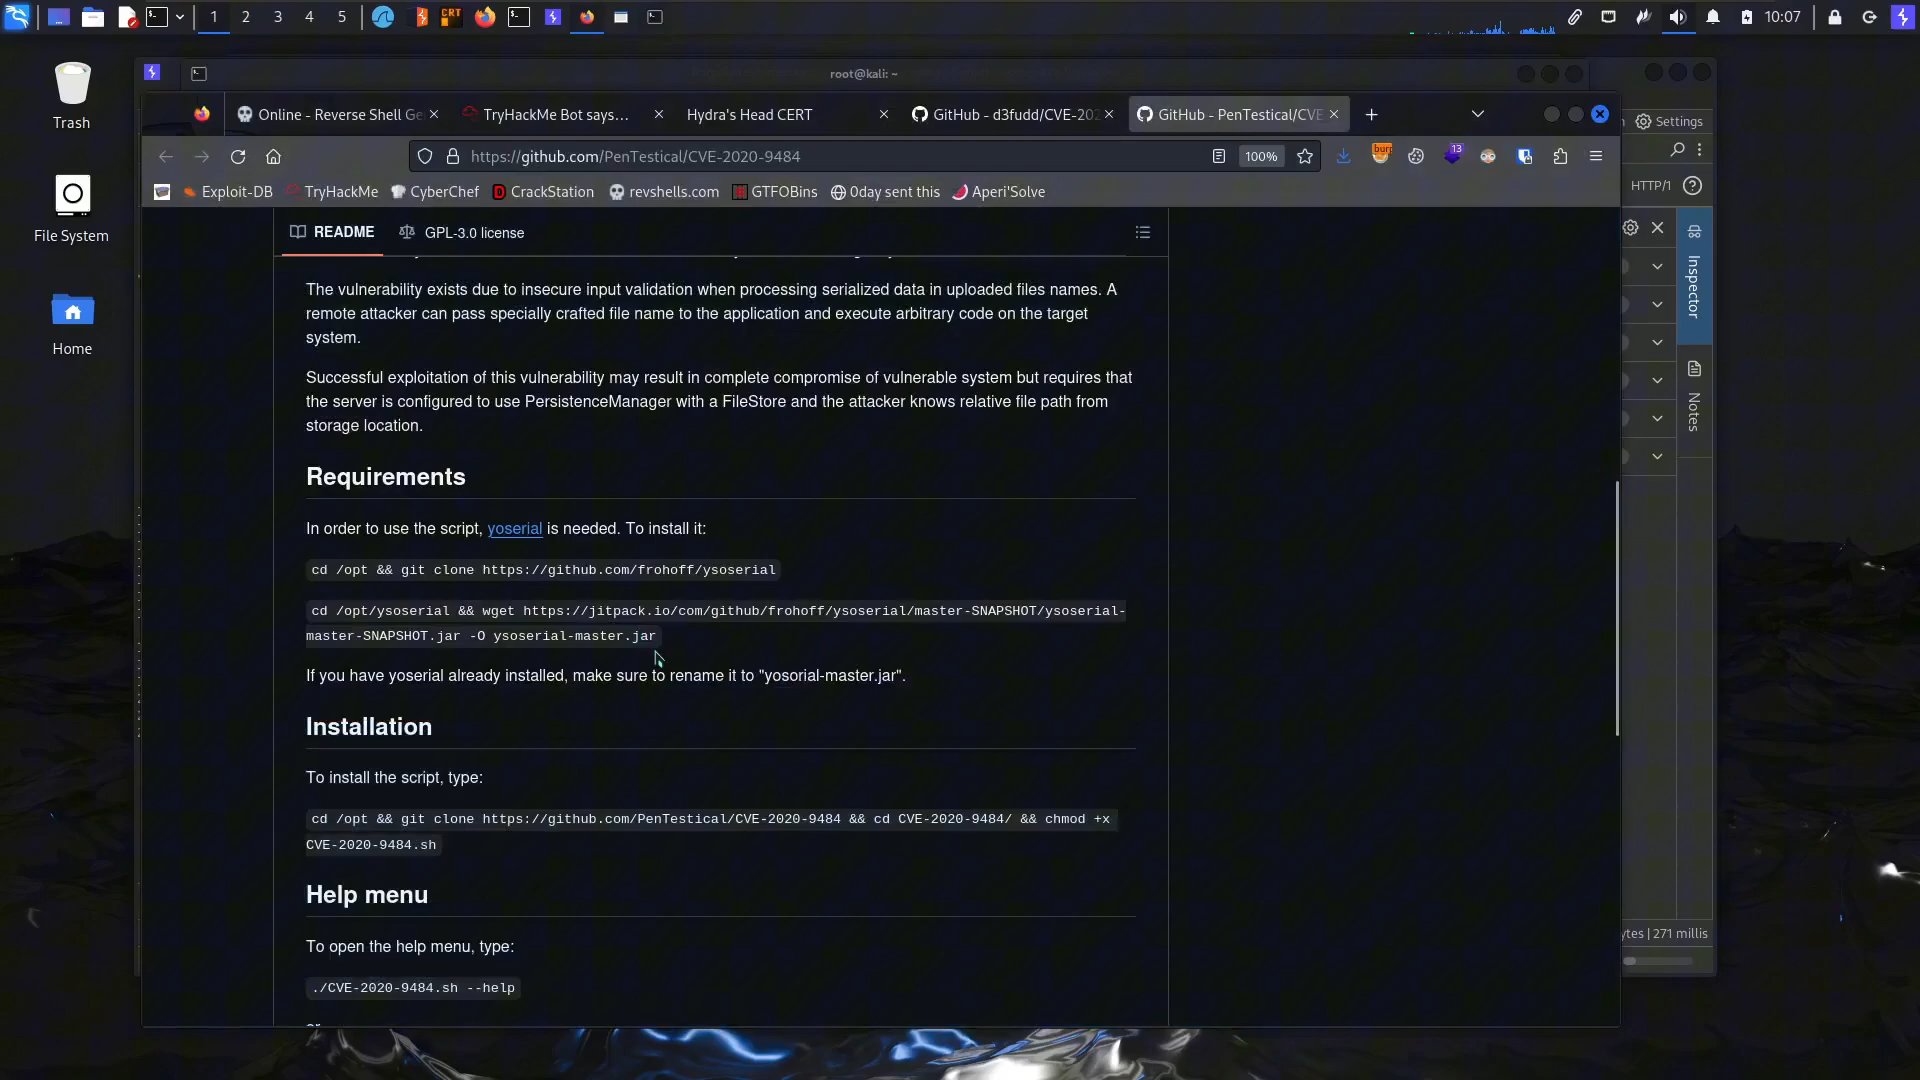 1 2 3 4 5
CRT
10:07
Trash
File System
Home
root@kali: ~
Online - Reverse Shell Ge
TryHackMe Bot says…
Hydra's Head CERT
GitHub - d3fudd/CVE-202
GitHub - PenTestical/CVE
https://github.com/PenTestical/CVE-2020-9484
100%
burp
13
Exploit-DB
TryHackMe
CyberChef
CrackStation
revshells.com
GTFOBins
0day sent this
Aperi'Solve
Settings
HTTP/1
Inspector
Notes
README
GPL-3.0 license
The vulnerability exists due to insecure input validation when processing serialized data in uploaded files names. A
remote attacker can pass specially crafted file name to the application and execute arbitrary code on the target
system.
Successful exploitation of this vulnerability may result in complete compromise of vulnerable system but requires that
the server is configured to use PersistenceManager with a FileStore and the attacker knows relative file path from
storage location.
Requirements
In order to use the script, yoserial is needed. To install it:
cd /opt && git clone https://github.com/frohoff/ysoserial
cd /opt/ysoserial && wget https://jitpack.io/com/github/frohoff/ysoserial/master-SNAPSHOT/ysoserial-
master-SNAPSHOT.jar -O ysoserial-master.jar
If you have yoserial already installed, make sure to rename it to "yosorial-master.jar".
Installation
To install the script, type:
cd /opt && git clone https://github.com/PenTestical/CVE-2020-9484 && cd CVE-2020-9484/ && chmod +x
CVE-2020-9484.sh
Help menu
To open the help menu, type:
./CVE-2020-9484.sh --help
ytes | 271 millis